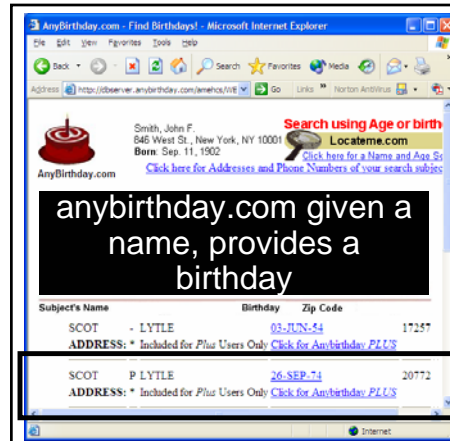 AnyBirthday.com - Find Birthdays! - Microsoft Internet Explorer
File Edit View Favorites Tools Help
Back Search Favorites Media
Address http://dbserver.anybirthday.com/amehcs/WE Go Links » Norton AntiVirus
Smith, John F.
846 West St., New York, NY 10001
Born: Sep. 11, 1902
Search using Age or birth
Locateme.com
Click here for a Name and Age Se
AnyBirthday.com
Click here for Addresses and Phone Numbers of your search subjec
anybirthday.com given a
name, provides a
birthday
Subject's Name Birthday Zip Code
SCOT - LYTLE 03-JUN-54 17257
ADDRESS: * Included for Plus Users Only Click for Anybirthday PLUS
SCOT P LYTLE 26-SEP-74 20772
ADDRESS: * Included for Plus Users Only Click for Anybirthday PLUS
Internet